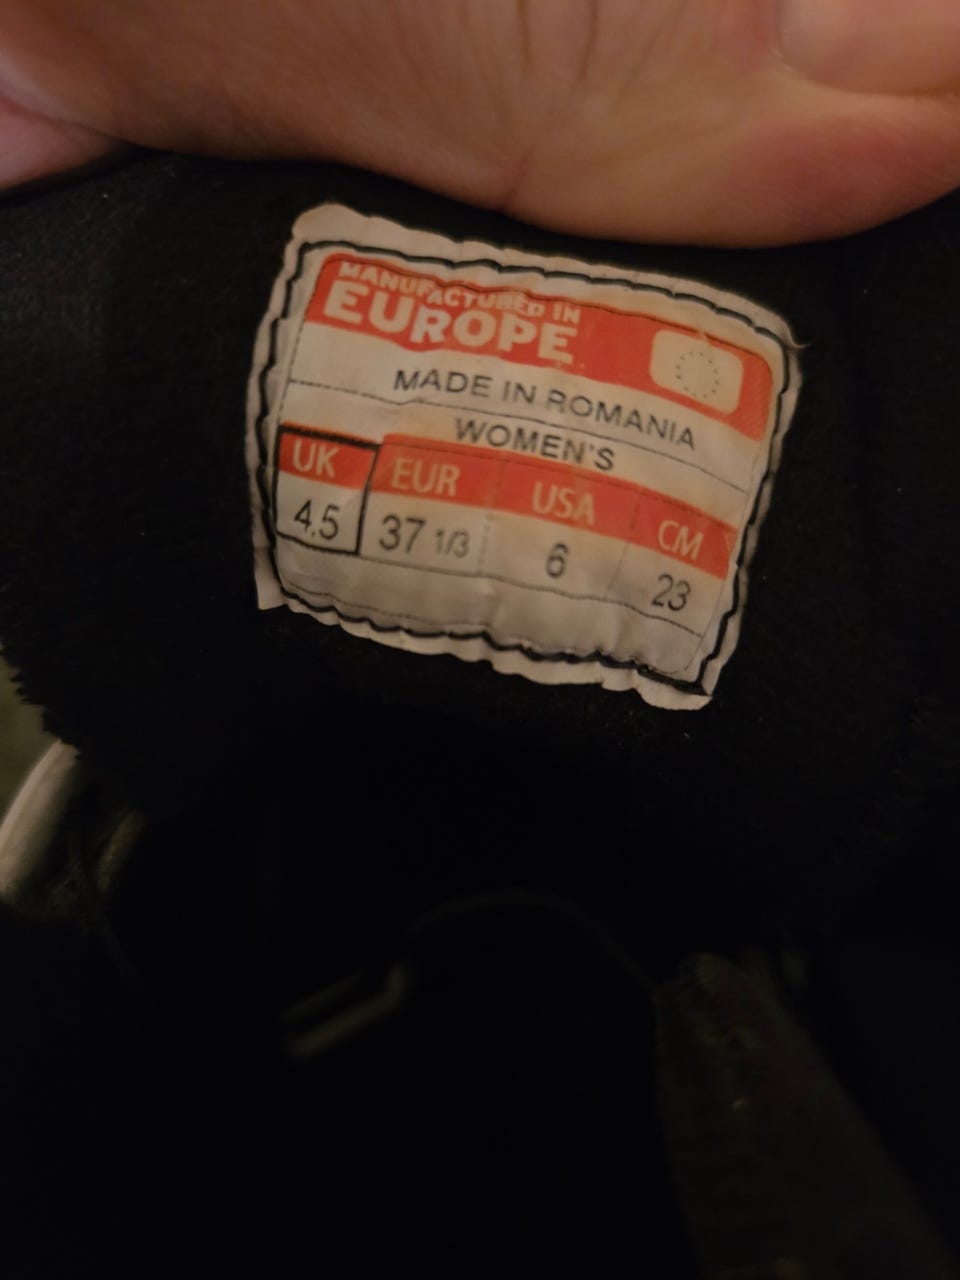 MANUFACTURED IN
EUROPE
MADE IN ROMANIA
WOMEN'S
UK EUR USA CM
4.5 37 1/3 6 23